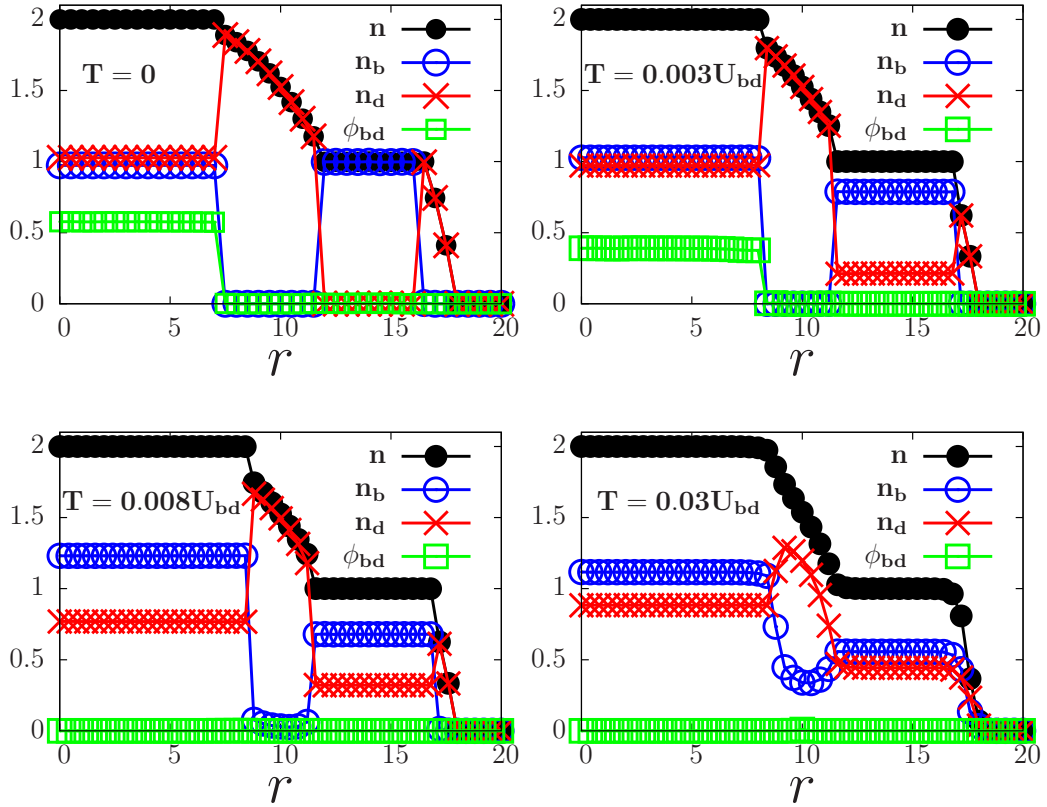 2
1.5
1
0.5
0
T = 0
n
n_b
n_d
ϕ_bd
0 5 10 15 20
r
T = 0.003U_bd
n
n_b
n_d
ϕ_bd
2
1.5
1
0.5
0
0 5 10 15 20
r
2
1.5
1
0.5
0
T = 0.008U_bd
n
n_b
n_d
ϕ_bd
0 5 10 15 20
r
2
1.5
1
0.5
0
T = 0.03U_bd
n
n_b
n_d
ϕ_bd
0 5 10 15 20
r